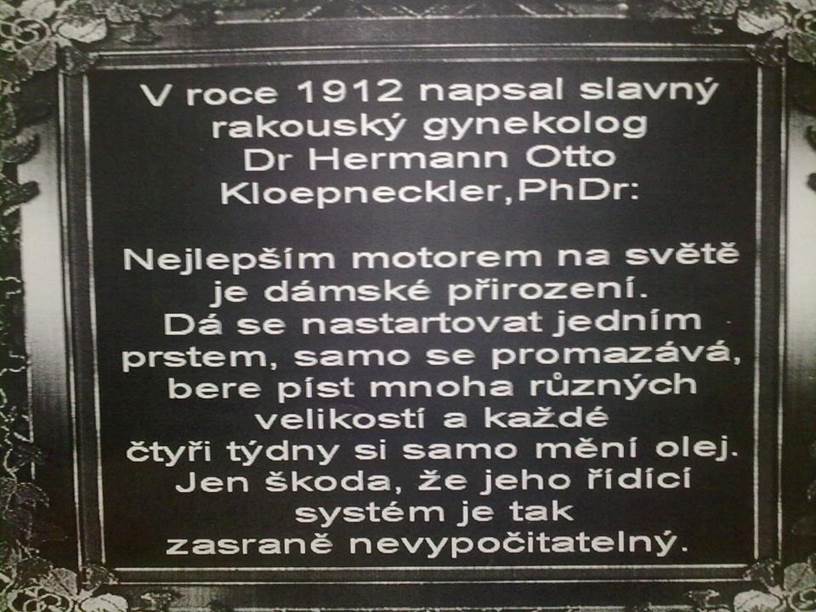 V roce 1912 napsal slavný
rakouský gynekolog
Dr Hermann Otto
Kloepneckler,PhDr:
Nejlepším motorem na světě
je dámské přirození.
Dá se nastartovat jedním
prstem, samo se promazává,
bere píst mnoha různých
velikostí a každé
čtyři týdny si samo mění olej.
Jen škoda, že jeho řídící
systém je tak
zasraně nevypočitatelný.